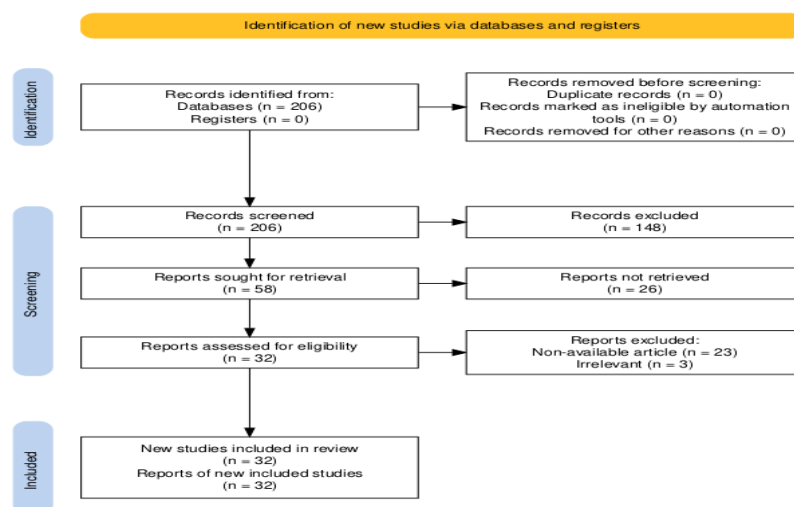 Identification of new studies via databases and registers
Identification
Records identified from:
Databases (n = 206)
Registers (n = 0)
Records removed before screening:
Duplicate records (n = 0)
Records marked as ineligible by automation
tools (n = 0)
Records removed for other reasons (n = 0)
Screening
Records screened
(n = 206)
Records excluded
(n = 148)
Reports sought for retrieval
(n = 58)
Reports not retrieved
(n = 26)
Reports assessed for eligibility
(n = 32)
Reports excluded:
Non-available article (n = 23)
Irrelevant (n = 3)
Included
New studies included in review
(n = 32)
Reports of new included studies
(n = 32)